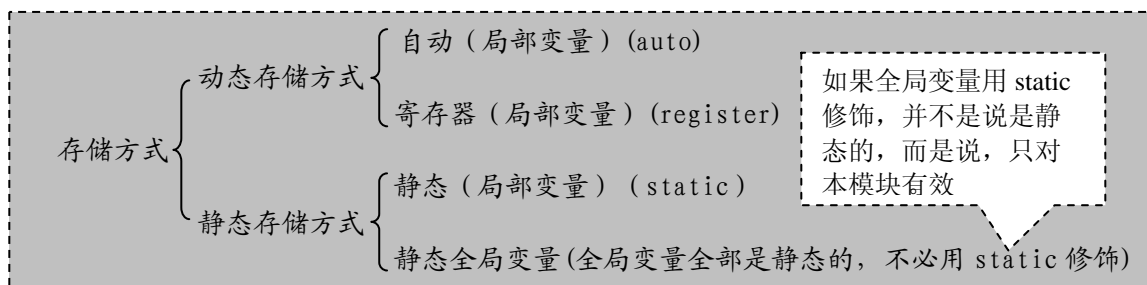 自动（局部变量）(auto)
动态存储方式
寄存器（局部变量）(register)
存储方式
静态（局部变量）（static）
静态存储方式
静态全局变量(全局变量全部是静态的，不必用 static 修饰)
如果全局变量用 static
修饰，并不是说是静
态的，而是说，只对
本模块有效